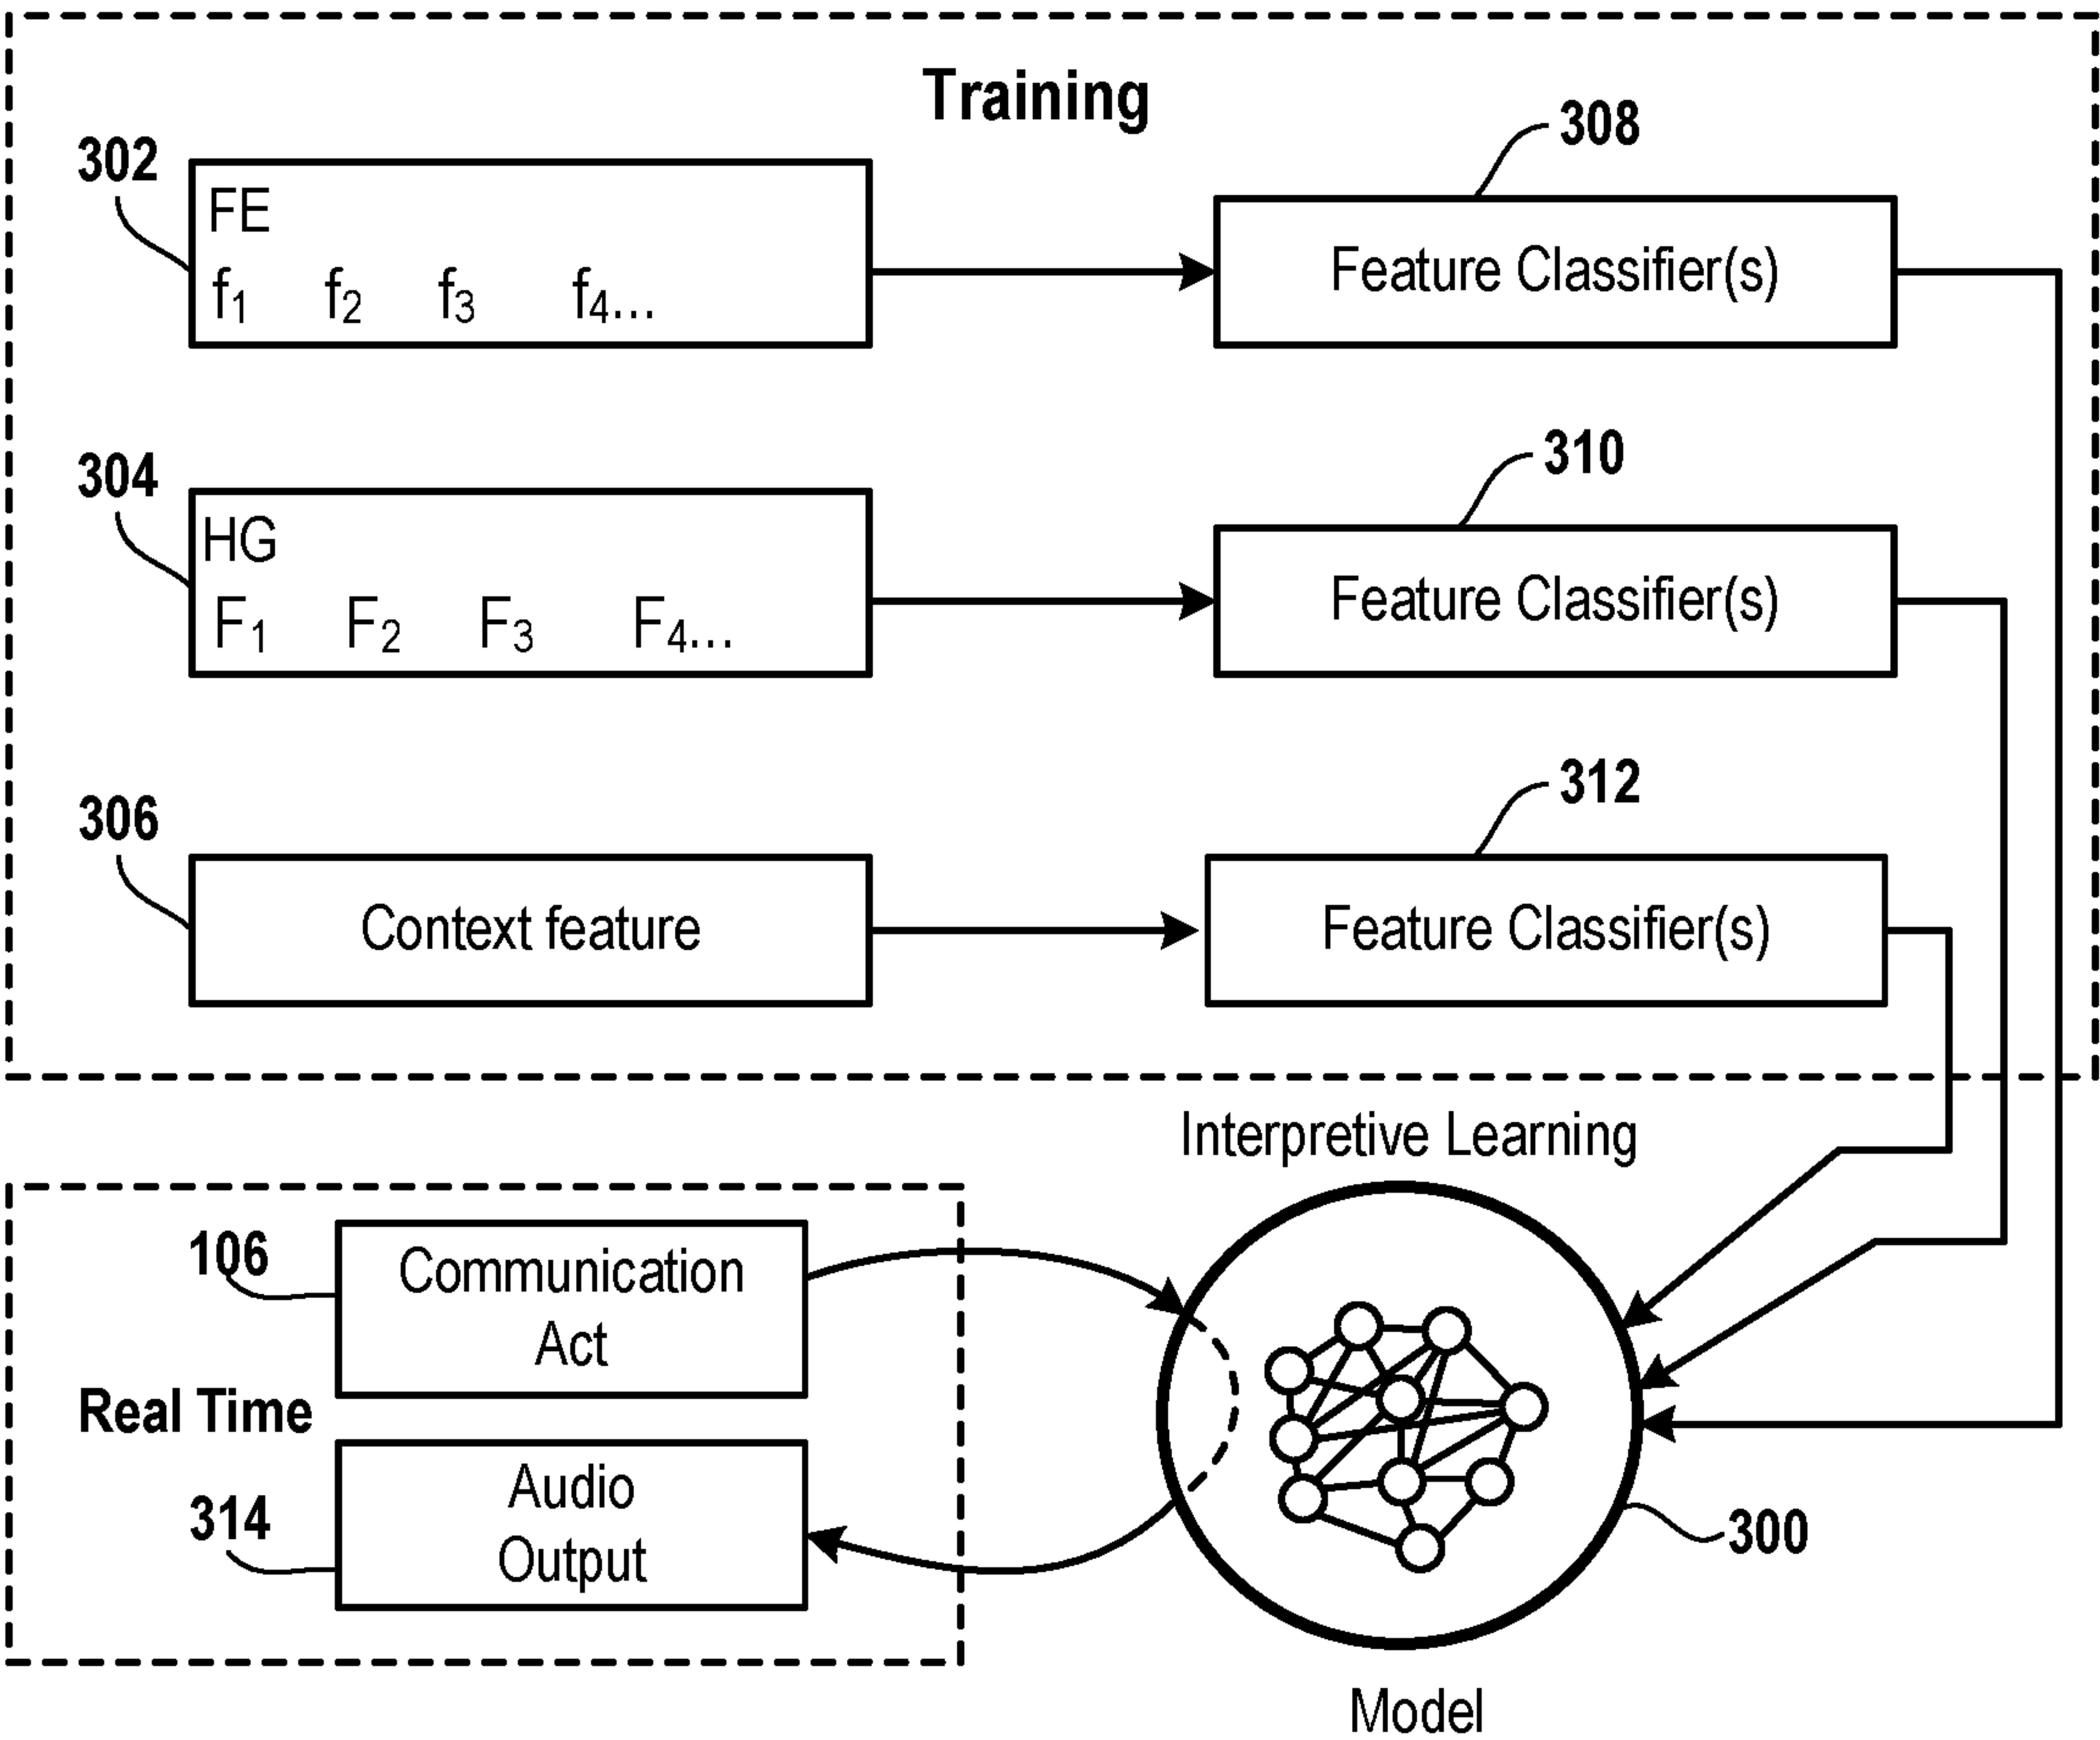 Training
302
308
FE
f1 f2 f3 f4...
Feature Classifier(s)
304
310
HG
F1 F2 F3 F4...
Feature Classifier(s)
306
312
Context feature
Feature Classifier(s)
Interpretive Learning
106
Communication
Act
Real Time
314
Audio
Output
300
Model